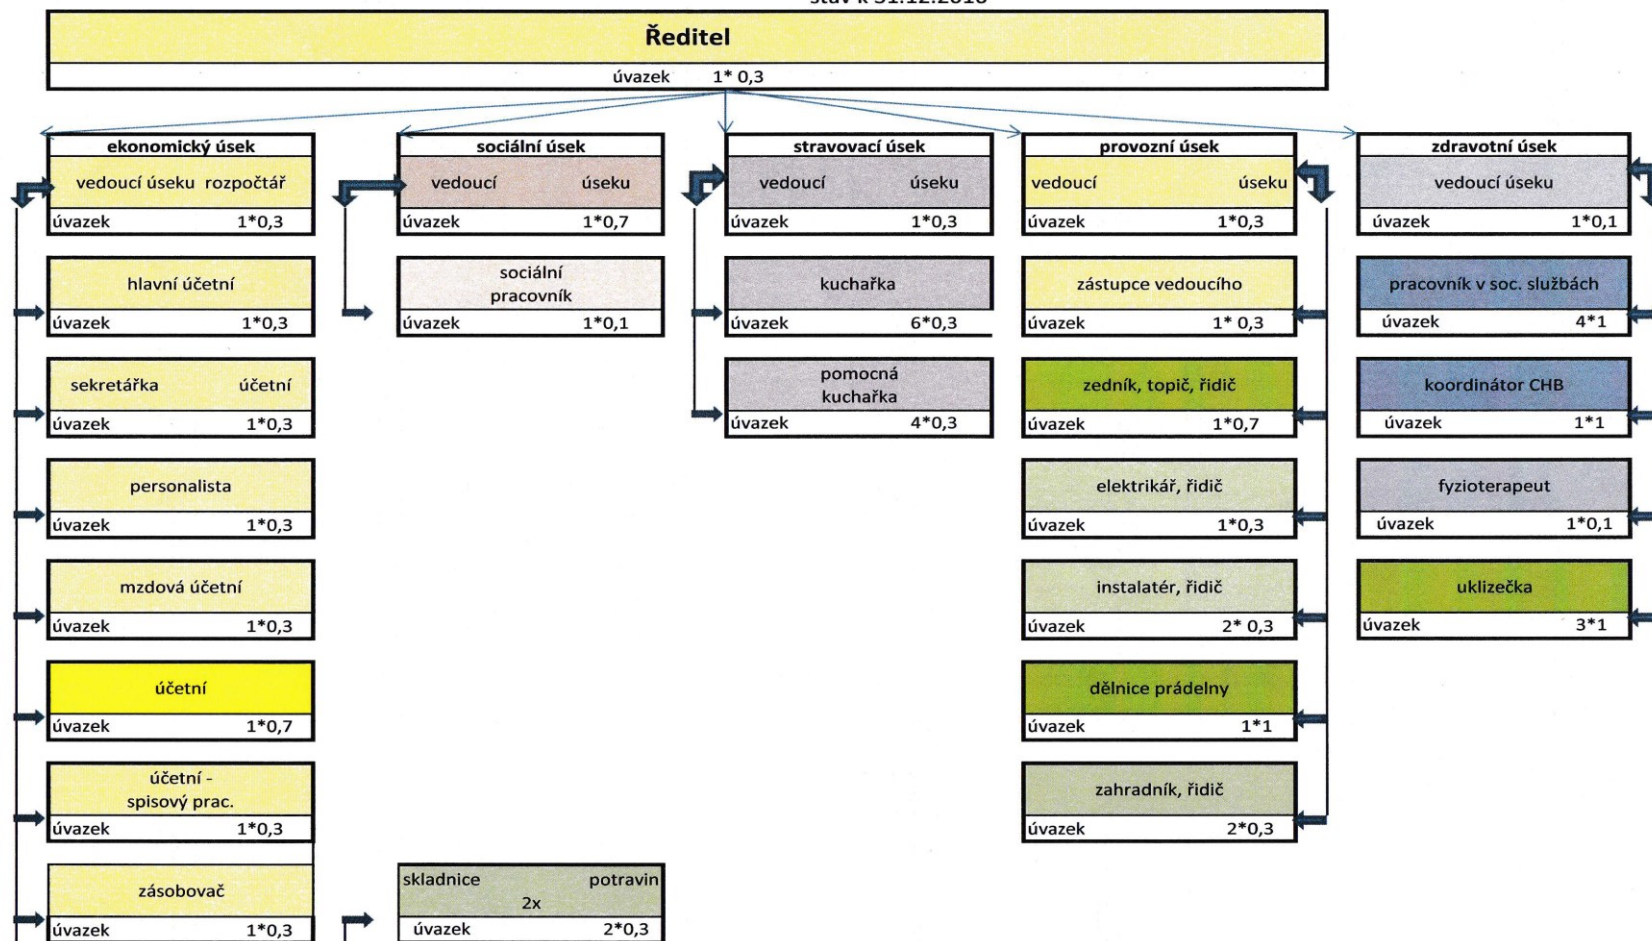 stav k 31.12.2016
Ředitel
úvazek 1* 0,3
ekonomický úsek
vedoucí úseku rozpočtář
úvazek 1*0,3
hlavní účetní
úvazek 1*0,3
sekretářka účetní
úvazek 1*0,3
personalista
úvazek 1*0,3
mzdová účetní
úvazek 1*0,3
účetní
úvazek 1*0,7
účetní -
spisový prac.
úvazek 1*0,3
zásobovač
úvazek 1*0,3
sociální úsek
vedoucí úseku
úvazek 1*0,7
sociální
pracovník
úvazek 1*0,1
skladnice potravin
2x
úvazek 2*0,3
stravovací úsek
vedoucí úseku
úvazek 1*0,3
kuchařka
úvazek 6*0,3
pomocná
kuchařka
úvazek 4*0,3
provozní úsek
vedoucí úseku
úvazek 1*0,3
zástupce vedoucího
úvazek 1* 0,3
zedník, topič, řidič
úvazek 1*0,7
elektrikář, řidič
úvazek 1*0,3
instalatér, řidič
úvazek 2* 0,3
dělnice prádelny
úvazek 1*1
zahradník, řidič
úvazek 2*0,3
zdravotní úsek
vedoucí úseku
úvazek 1*0,1
pracovník v soc. službách
úvazek 4*1
koordinátor CHB
úvazek 1*1
fyzioterapeut
úvazek 1*0,1
uklizečka
úvazek 3*1